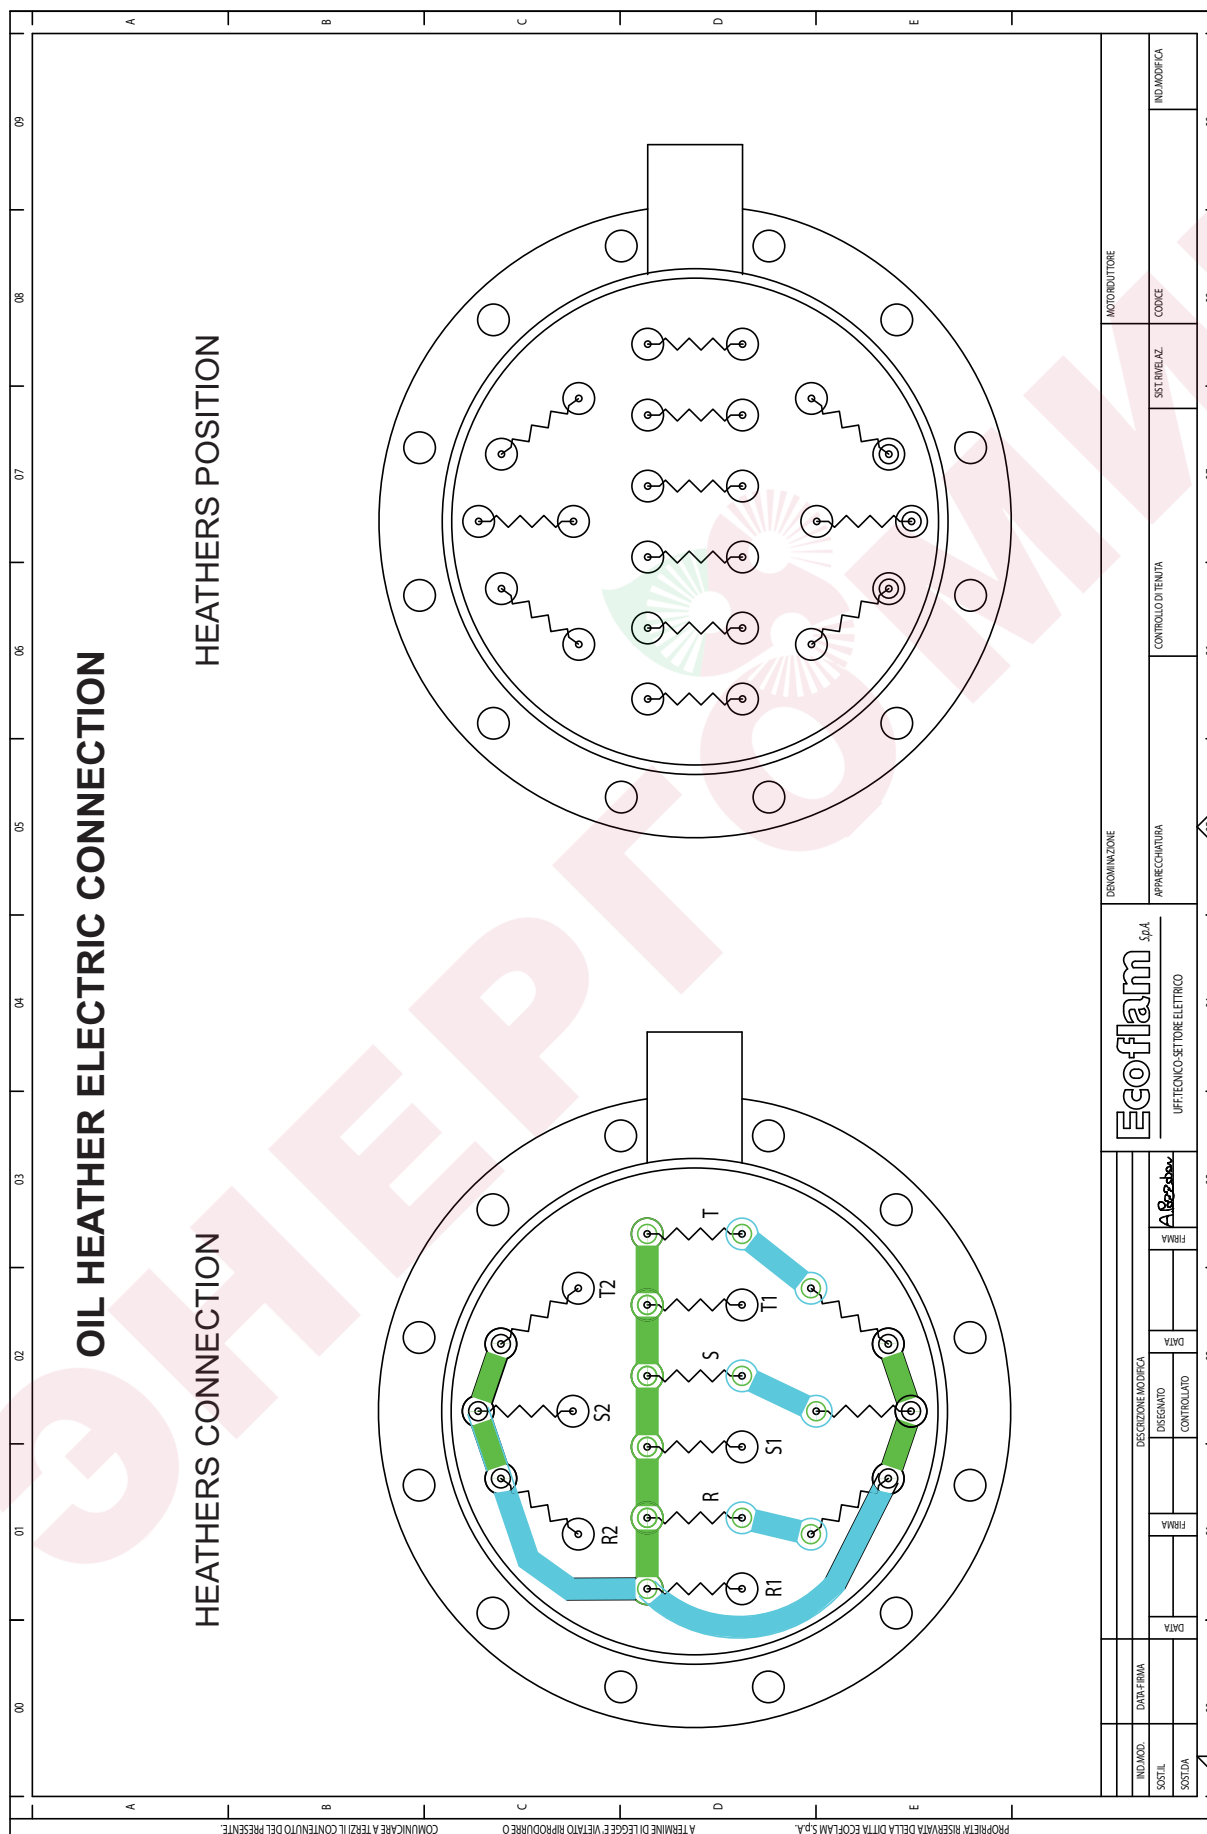 OIL HEATHER ELECTRIC CONNECTION
HEATHERS CONNECTION
HEATHERS POSITION
00
01
02
03
04
05
06
07
08
09
A
B
C
D
E
A
B
C
D
E
R2
S2
T2
R1
R
S1
S
T1
T
ЭНЕРГОМИ
PROPRIETA' RISERVATA DELLA DITTA ECOFLAM S.p.A.
A TERMINE DI LEGGE E' VIETATO RIPRODURRE O
COMUNICARE A TERZI IL CONTENUTO DEL PRESENTE
IND.MOD.
DATA-FIRMA
DESCRIZIONE MODIFICA
SOST.IL
SOST.DA
DATA
FIRMA
DISEGNATO
CONTROLLATO
DATA
FIRMA
Ecoflam S.p.A.
UFF.TECNICO-SETTORE ELETTRICO
DENOMINAZIONE
MOTORIDUTTORE
APPARECCHIATURA
CONTROLLO DI TENUTA
SIST. RIVELAZ.
CODICE
IND.MODIFICA